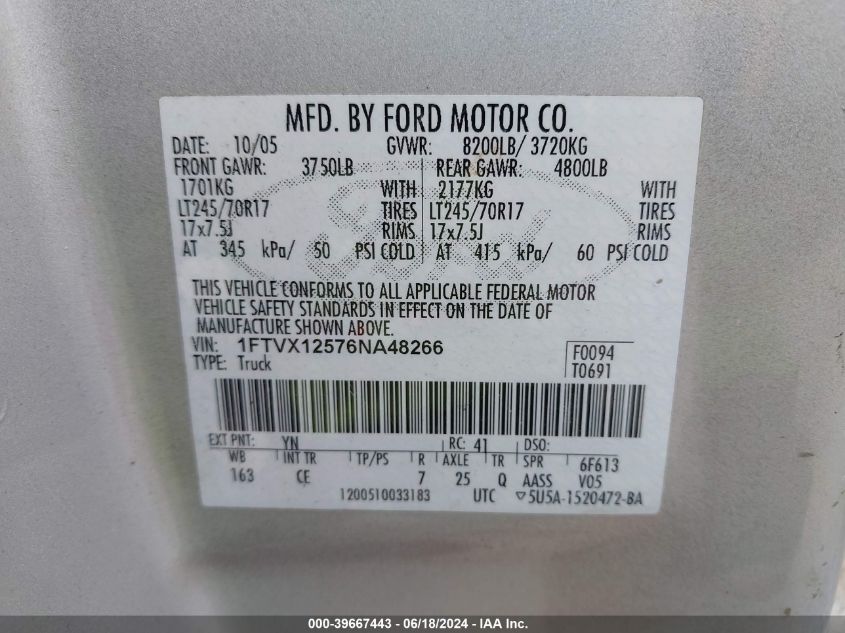 MFD. BY FORD MOTOR CO.
DATE: 10/05 GVWR: 8200LB/ 3720KG
FRONT GAWR: 3750LB REAR GAWR: 4800LB
1701KG WITH 2177KG WITH
LT245/70R17 TIRES LT245/70R17 TIRES
17x7.5J RIMS 17x7.5J RIMS
AT 345 kPa/ 50 PSI COLD AT 415 kPa/ 60 PSI COLD
THIS VEHICLE CONFORMS TO ALL APPLICABLE FEDERAL MOTOR
VEHICLE SAFETY STANDARDS IN EFFECT ON THE DATE OF
MANUFACTURE SHOWN ABOVE.
VIN: 1FTVX12576NA48266 F0094
TYPE: Truck T0691
EXT PNT: YN RC: 41 DSO:
WB INT TR TP/PS R AXLE TR SPR 6F613
163 CE 7 25 Q AASS V05
1200510033183 UTC ▽5U5A-1520472-BA
000-39667443 - 06/18/2024 - IAA Inc.